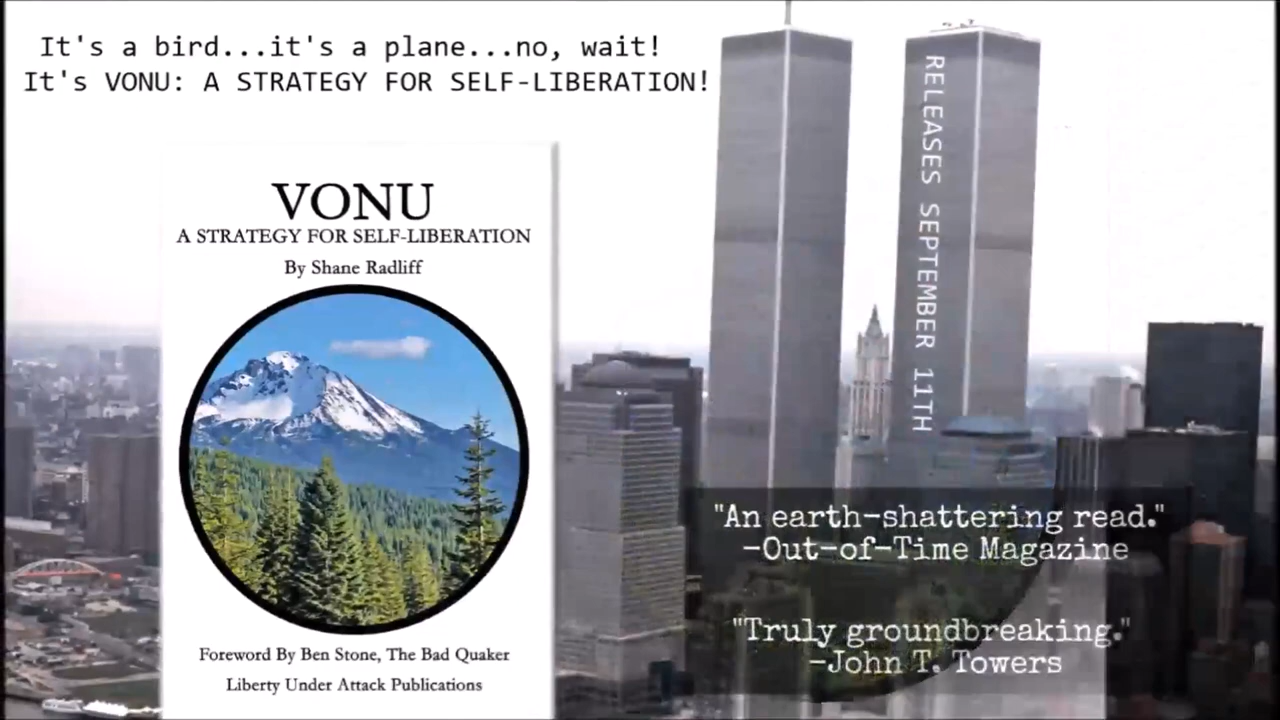 It's a bird...it's a plane...no, wait!
It's VONU: A STRATEGY FOR SELF-LIBERATION!
VONU
A STRATEGY FOR SELF-LIBERATION
By Shane Radliff
Foreword By Ben Stone, The Bad Quaker
Liberty Under Attack Publications
RELEASES SEPTEMBER 11TH
"An earth-shattering read."
-Out-of-Time Magazine
"Truly groundbreaking."
-John T. Towers